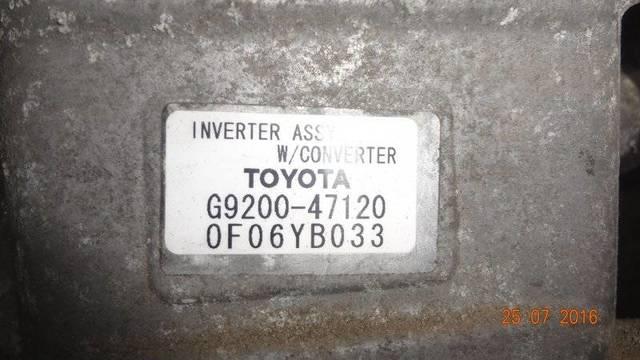 INVERTER ASSY
W/CONVERTER
TOYOTA
G9200-47120
0F06YB033
25 07 2016